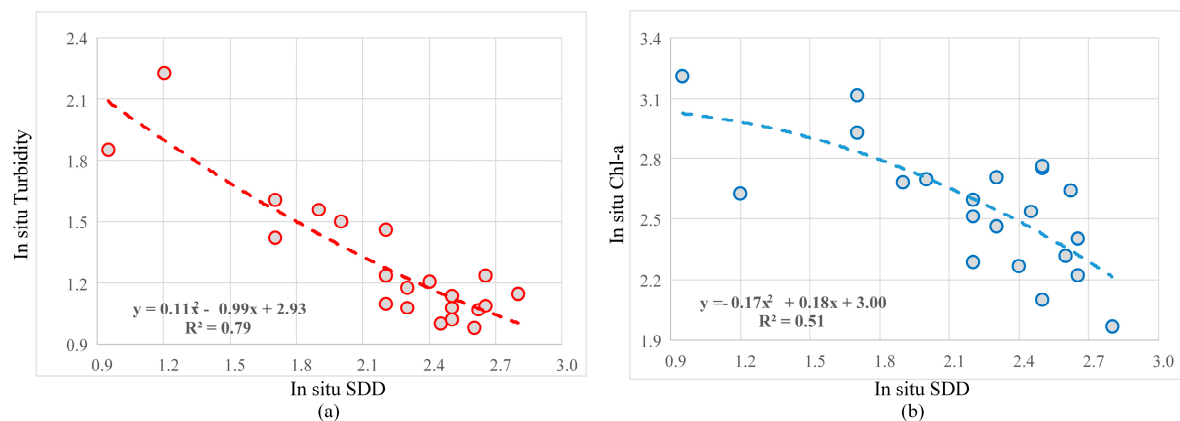 2.4
2.1
1.8
1.5
1.2
0.9
In situ Turbidity
y = 0.11x² - 0.99x + 2.93
R² = 0.79
0.9 1.2 1.5 1.8 2.1 2.4 2.7 3.0
In situ SDD
(a)
3.4
3.1
2.8
2.5
2.2
1.9
In situ Chl-a
y = - 0.17x² + 0.18x + 3.00
R² = 0.51
0.9 1.2 1.5 1.8 2.1 2.4 2.7 3.0
In situ SDD
(b)